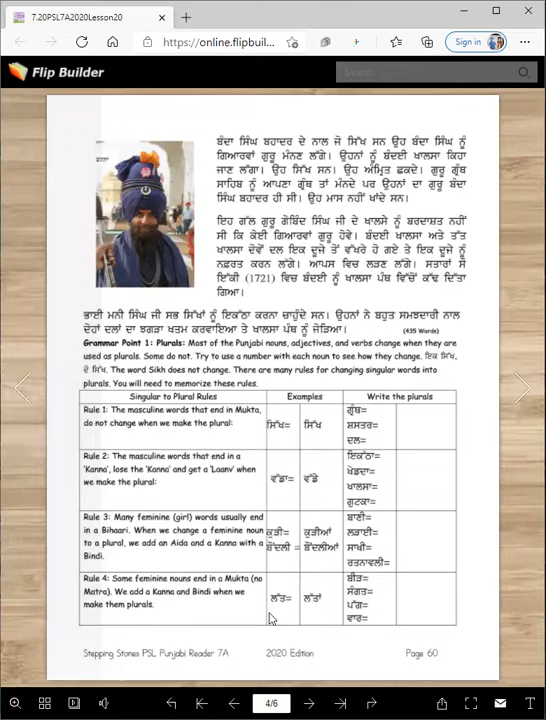 7.20PSL7A2020Lesson20
https://online.flipbuil...
Sign in
Flip Builder
Search
ਬੰਦਾ ਸਿੰਘ ਬਹਾਦਰ ਦੇ ਨਾਲ ਜੋ ਸਿੱਖ ਸਨ ਉਹ ਬੰਦਾ ਸਿੰਘ ਨੂੰ
ਗਿਆਰਵਾਂ ਗੁਰੂ ਮੰਨਣ ਲੱਗੇ। ਉਹਨਾਂ ਨੂੰ ਬੰਦਈ ਖਾਲਸਾ ਕਿਹਾ
ਜਾਣ ਲੱਗਾ। ਉਹ ਸਿੱਖ ਸਨ। ਉਹ ਅੰਮ੍ਰਿਤ ਛਕਦੇ। ਗੁਰੂ ਗ੍ਰੰਥ
ਸਾਹਿਬ ਨੂੰ ਆਪਣਾ ਗ੍ਰੰਥ ਤਾਂ ਮੰਨਦੇ ਪਰ ਉਹਨਾਂ ਦਾ ਗੁਰੂ ਬੰਦਾ
ਸਿੰਘ ਬਹਾਦਰ ਹੀ ਸੀ। ਉਹ ਮਾਸ ਨਹੀਂ ਖਾਂਦੇ ਸਨ।
ਇਹ ਗੱਲ ਗੁਰੂ ਗੋਬਿੰਦ ਸਿੰਘ ਜੀ ਦੇ ਖਾਲਸੇ ਨੂੰ ਬਰਦਾਸ਼ਤ ਨਹੀਂ
ਸੀ ਕਿ ਕੋਈ ਗਿਆਰਵਾਂ ਗੁਰੂ ਹੋਵੇ। ਬੰਦਈ ਖਾਲਸਾ ਅਤੇ ਤੱਤ
ਖਾਲਸਾ ਦੋਵੇਂ ਦਲ ਇਕ ਦੂਜੇ ਤੋਂ ਵੱਖਰੇ ਹੋ ਗਏ ਤੇ ਇਕ ਦੂਜੇ ਨੂੰ
ਨਫ਼ਰਤ ਕਰਨ ਲੱਗੇ। ਆਪਸ ਵਿਚ ਲੜਣ ਲੱਗੇ। ਸਤਾਰਾਂ ਸੌ
ਇੱਕੀ (1721) ਵਿਚ ਬੰਦਈ ਨੂੰ ਖਾਲਸਾ ਪੰਥ ਵਿੱਚੋਂ ਕੱਢ ਦਿੱਤਾ
ਗਿਆ।
ਭਾਈ ਮਨੀ ਸਿੰਘ ਜੀ ਸਭ ਸਿੱਖਾਂ ਨੂੰ ਇਕੱਠਾ ਕਰਨਾ ਚਾਹੁੰਦੇ ਸਨ। ਉਹਨਾਂ ਨੇ ਬਹੁਤ ਸਮਝਦਾਰੀ ਨਾਲ
ਦੋਹਾਂ ਦਲਾਂ ਦਾ ਝਗੜਾ ਖਤਮ ਕਰਵਾਇਆ ਤੇ ਖਾਲਸਾ ਪੰਥ ਨੂੰ ਜੋੜਿਆ। (435 Words)
Grammar Point 1: Plurals: Most of the Punjabi nouns, adjectives, and verbs change when they are
used as plurals. Some do not. Try to use a number with each noun to see how they change. ਇਕ ਸਿੱਖ,
ਦੋ ਸਿੱਖ. The word Sikh does not change. There are many rules for changing singular words into
plurals. You will need to memorize these rules.
Singular to Plural Rules Examples Write the plurals
Rule 1: The masculine words that end in Mukta,
do not change when we make the plural:
ਸਿੱਖ= ਸਿੱਖ
ਗ੍ਰੰਥ=
ਸ਼ਸਤਰ=
ਦਲ=
Rule 2: The masculine words that end in a
'Kanna', lose the 'Kanna' and get a 'Laanv' when
we make the plural:
ਵੱਡਾ= ਵੱਡੇ
ਇਕੱਠਾ=
ਖੇਡਦਾ=
ਖਾਲਸਾ=
ਗੁਟਕਾ=
Rule 3: Many feminine (girl) words usually end
in a Bihaari. When we change a feminine noun
to a plural, we add an Aida and a Kanna with a
Bindi.
ਕੁੜੀ= ਕੁੜੀਆਂ
ਬੌਂਦਲੀ = ਬੌਂਦਲੀਆਂ
ਬਾਣੀ=
ਲੜਾਈ=
ਸਾਖੀ=
ਰਤਨਾਵਲੀ=
Rule 4: Some feminine nouns end in a Mukta (no
Matra). We add a Kanna and Bindi when we
make them plurals.
ਲੱਤ= ਲੱਤਾਂ
ਬੀੜ=
ਸੰਗਤ=
ਪੱਗ=
ਵਾਰ=
Stepping Stones PSL Punjabi Reader 7A 2020 Edition Page 60
4/6